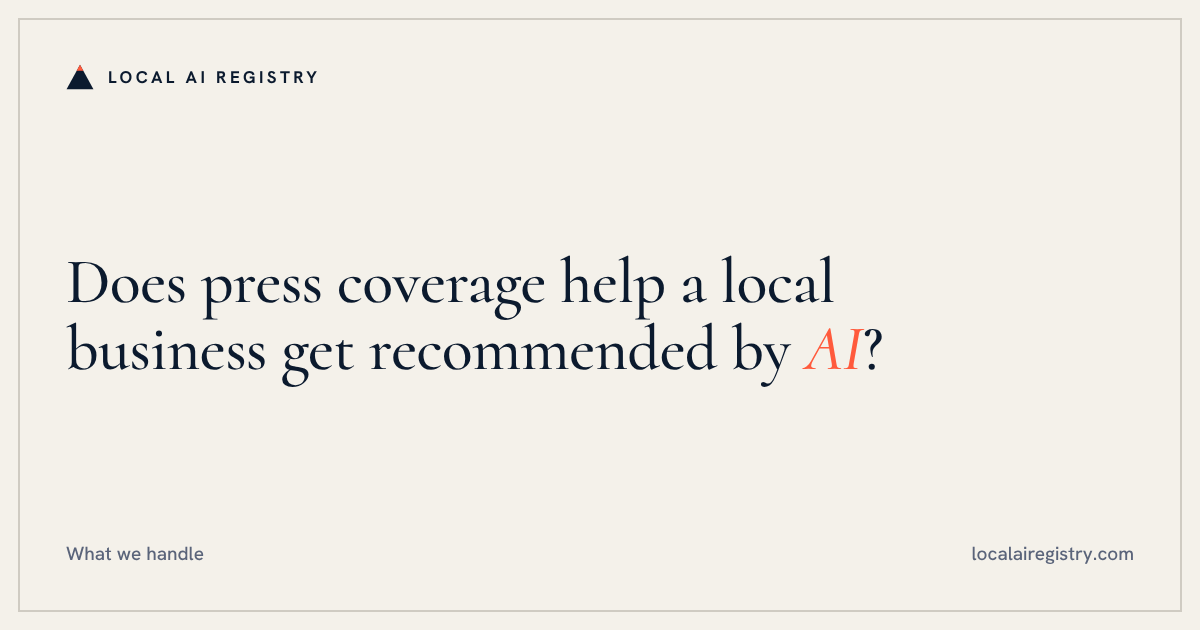 LOCAL AI REGISTRY
Does press coverage help a local
business get recommended by AI?
What we handle
localairegistry.com